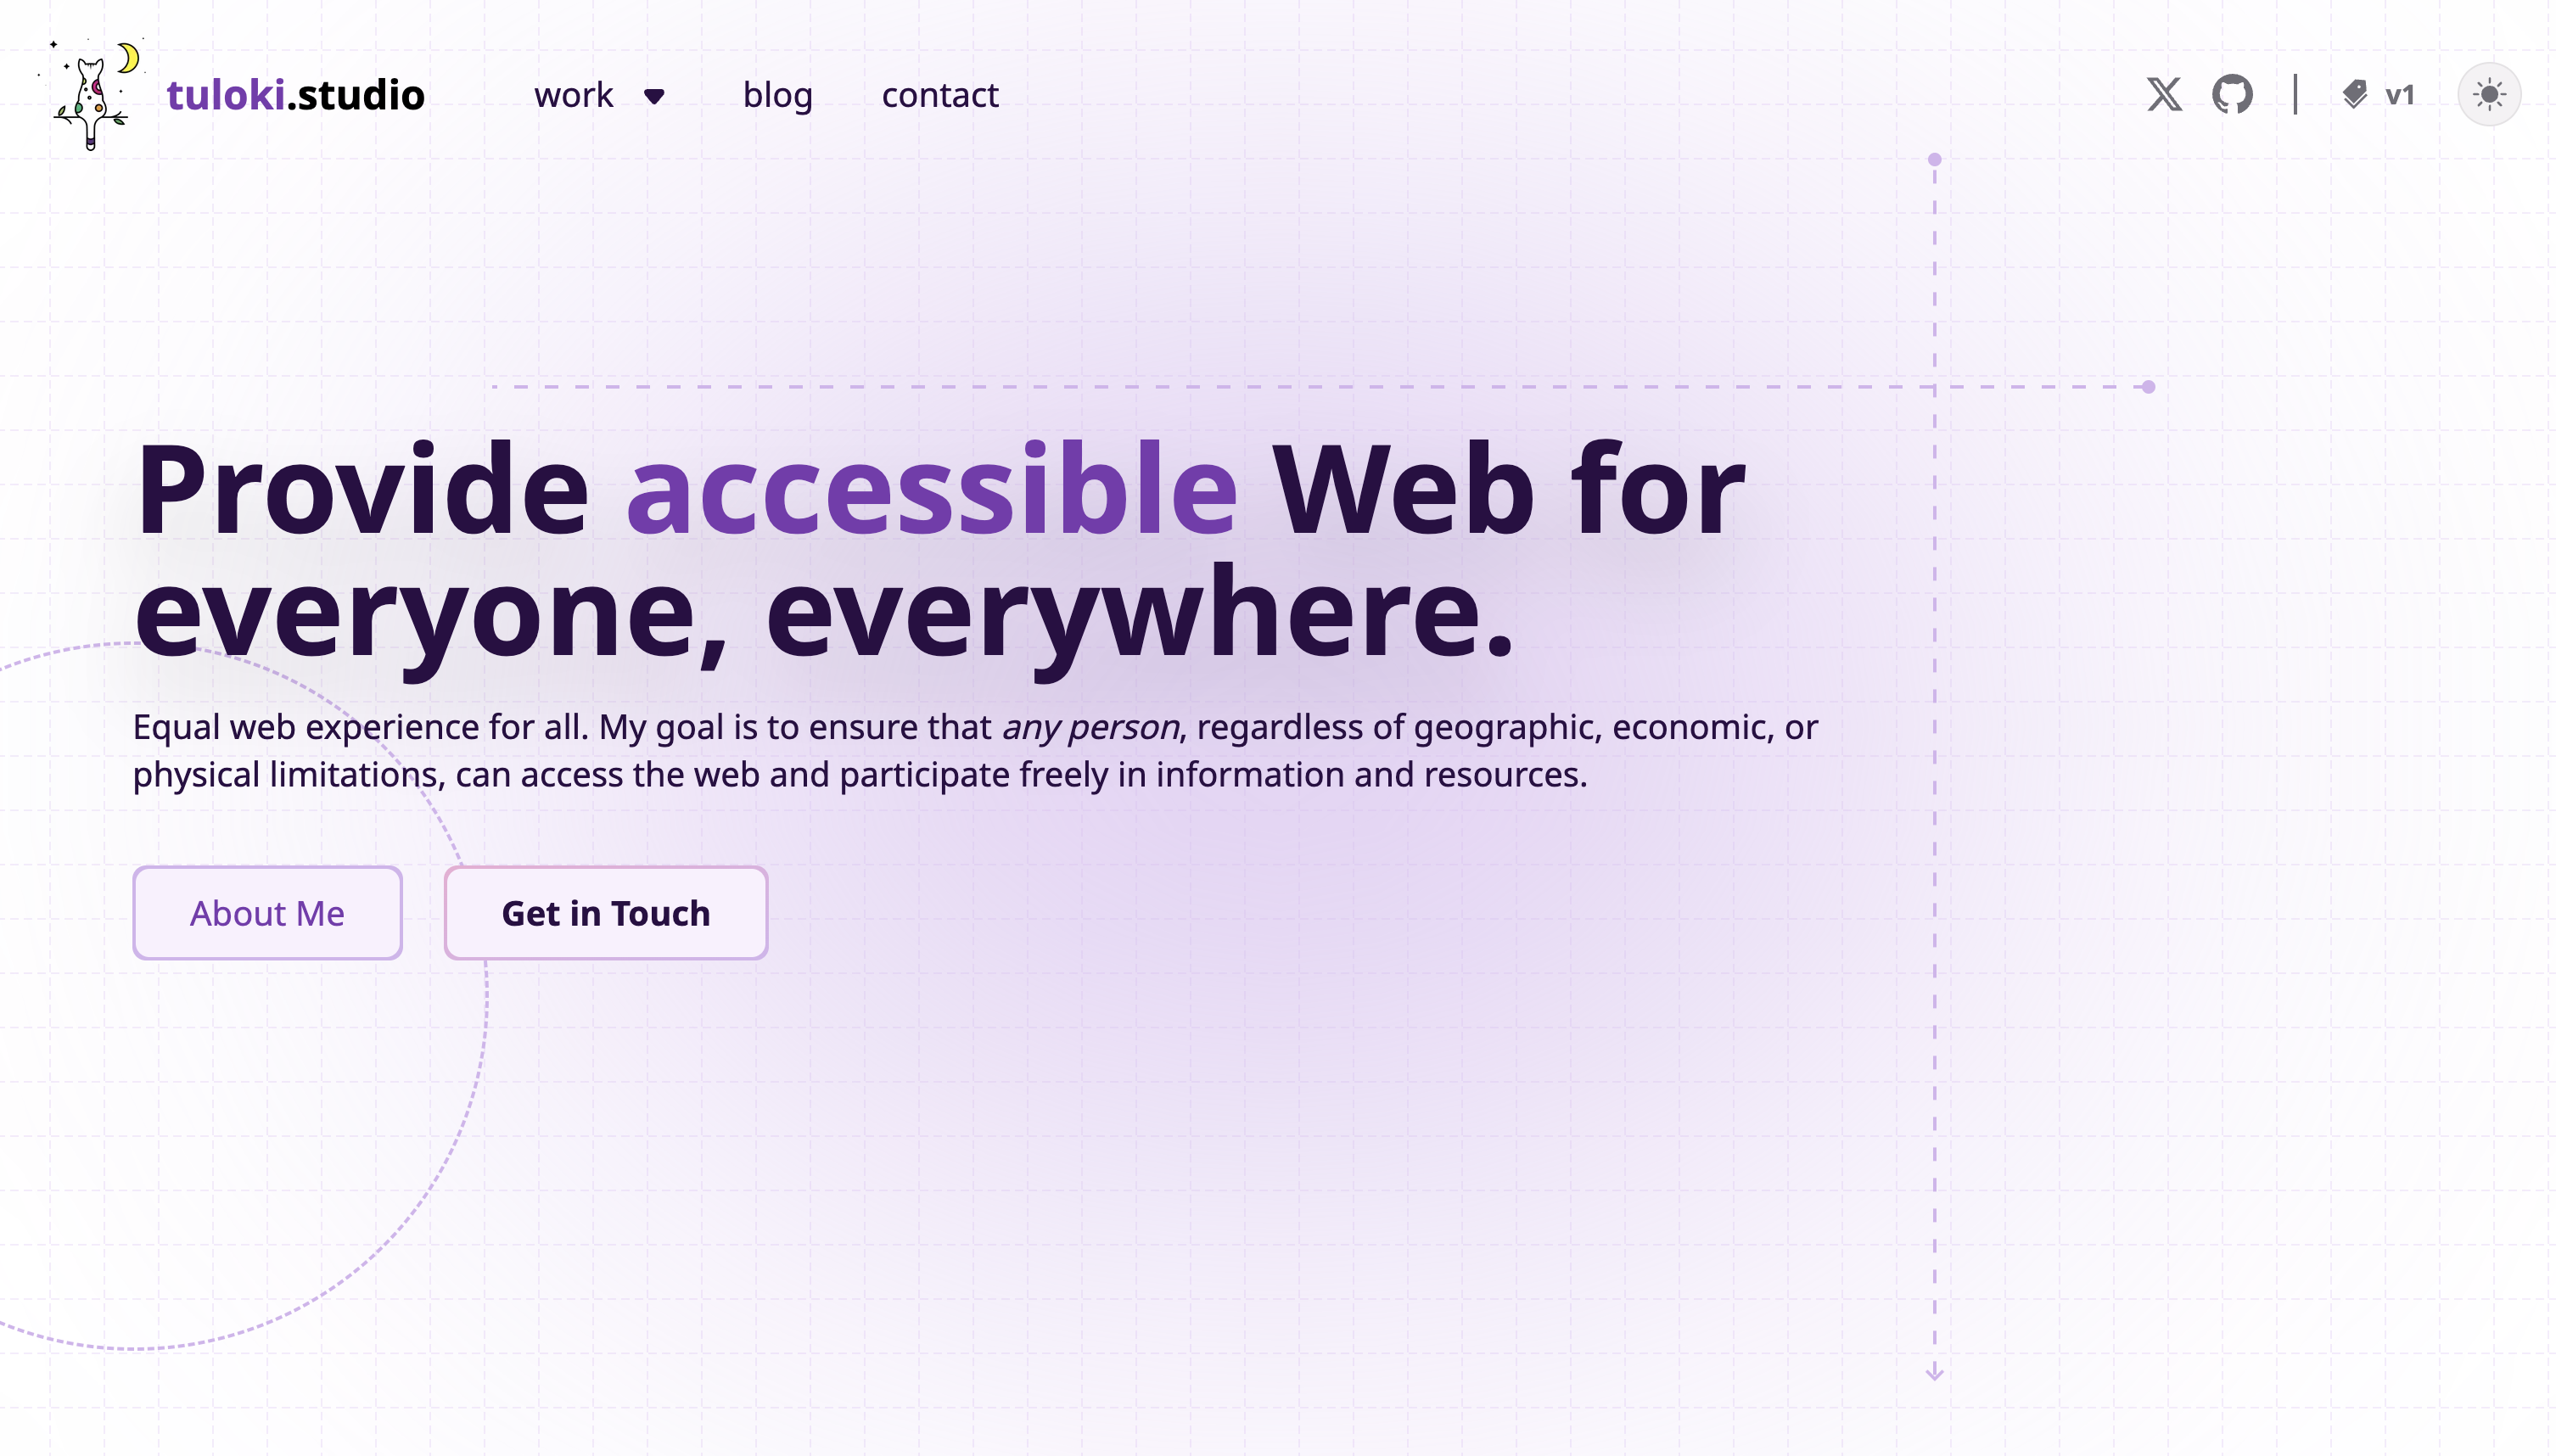 tuloki.studio
work
blog
contact
v1
Provide accessible Web for
everyone, everywhere.
Equal web experience for all. My goal is to ensure that any person, regardless of geographic, economic, or
physical limitations, can access the web and participate freely in information and resources.
About Me
Get in Touch